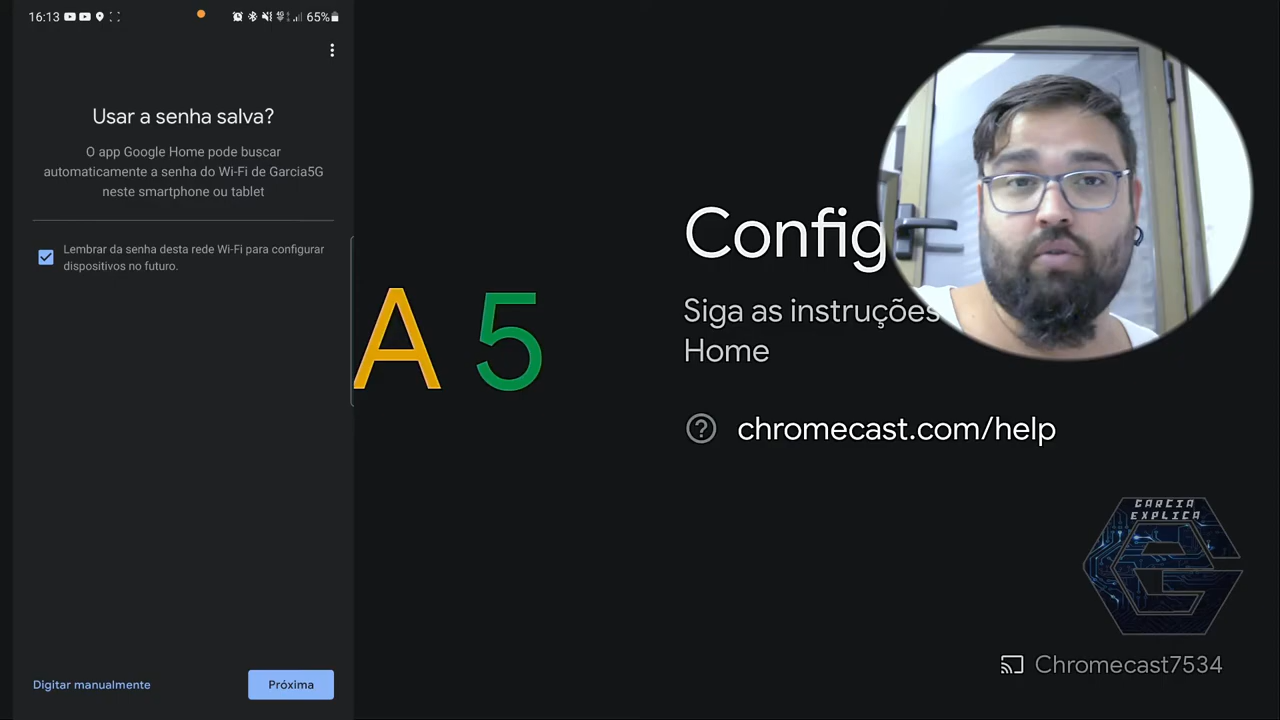 16:13
65%
Usar a senha salva?
O app Google Home pode buscar
automaticamente a senha do Wi-Fi de Garcia5G
neste smartphone ou tablet
Lembrar da senha desta rede Wi-Fi para configurar
dispositivos no futuro.
Digitar manualmente
Próxima
A 5
Config
Siga as instruções
Home
chromecast.com/help
GARCIA
EXPLICA
Chromecast7534